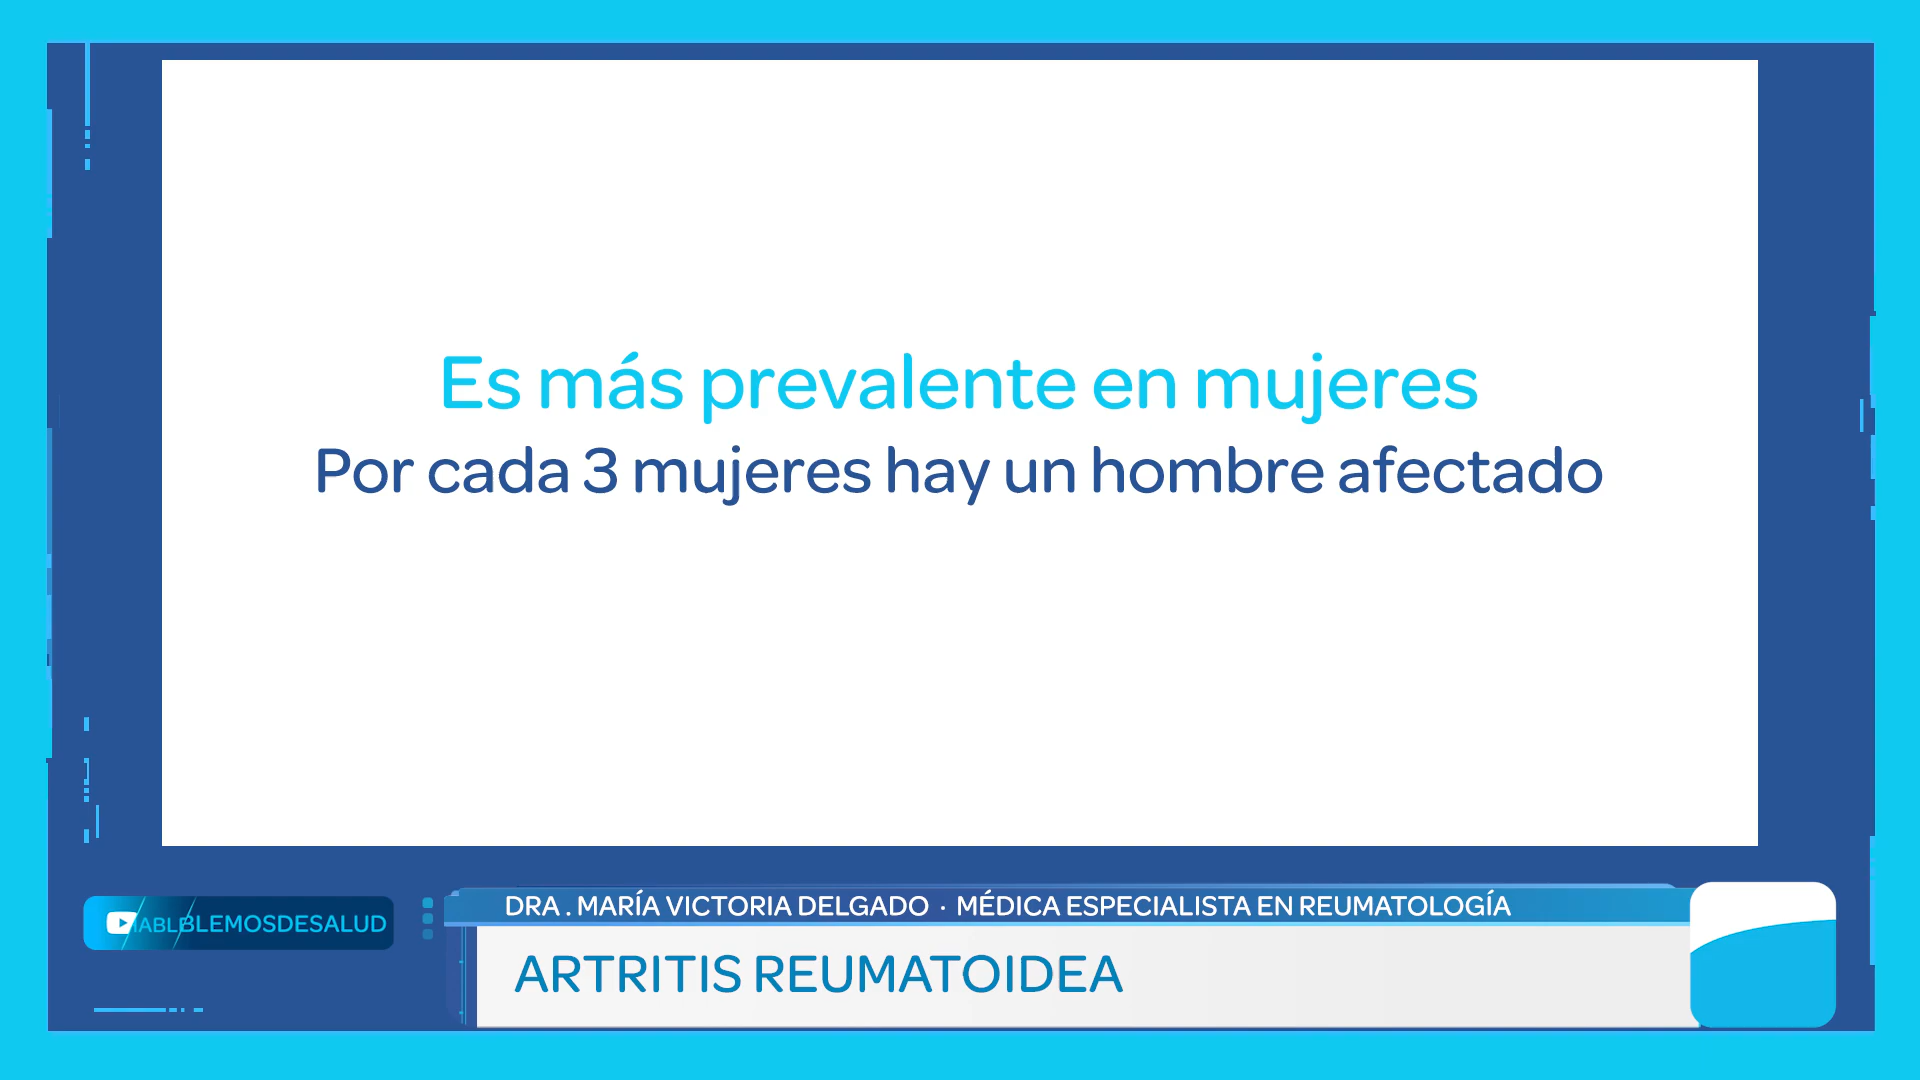 Es más prevalente en mujeres
Por cada 3 mujeres hay un hombre afectado
DRA . MARÍA VICTORIA DELGADO · MÉDICA ESPECIALISTA EN REUMATOLOGÍA
ARTRITIS REUMATOIDEA